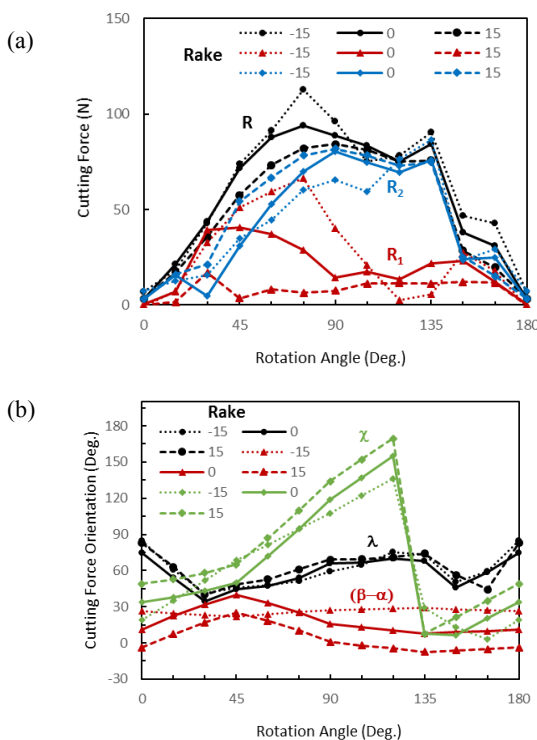 (a)
150
100
50
0
Cutting Force (N)
Rake
-15 0 15
-15 0 15
-15 0 15
R
R2
R1
0 45 90 135 180
Rotation Angle (Deg.)
(b)
180
150
120
90
60
30
0
-30
Cutting Force Orientation (Deg.)
Rake
-15 0
15 -15
0 15
-15 0
15
χ
λ
(β−α)
0 45 90 135 180
Rotation Angle (Deg.)